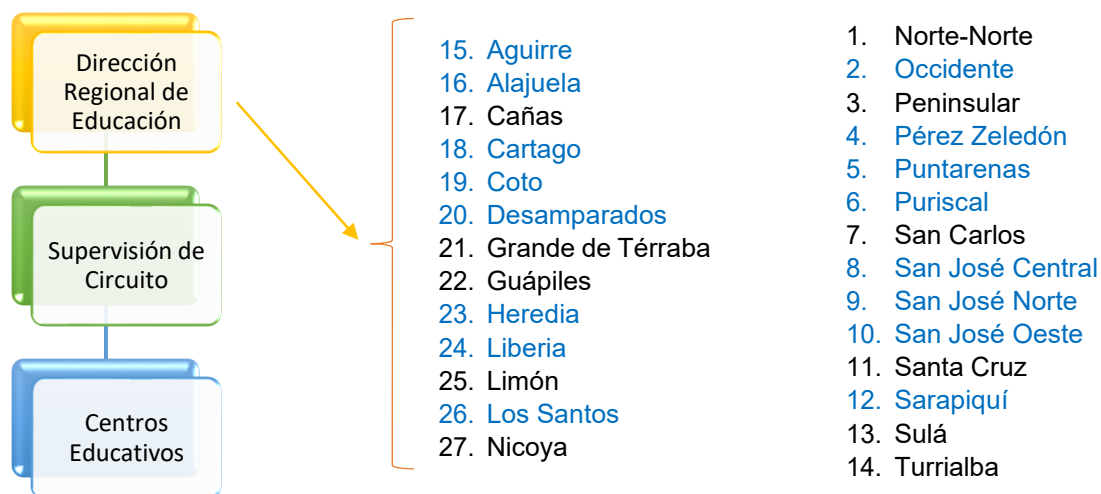 Dirección
Regional de
Educación
Supervisión de
Circuito
Centros
Educativos
15. Aguirre
16. Alajuela
17. Cañas
18. Cartago
19. Coto
20. Desamparados
21. Grande de Térraba
22. Guápiles
23. Heredia
24. Liberia
25. Limón
26. Los Santos
27. Nicoya
1. Norte-Norte
2. Occidente
3. Peninsular
4. Pérez Zeledón
5. Puntarenas
6. Puriscal
7. San Carlos
8. San José Central
9. San José Norte
10. San José Oeste
11. Santa Cruz
12. Sarapiquí
13. Sulá
14. Turrialba